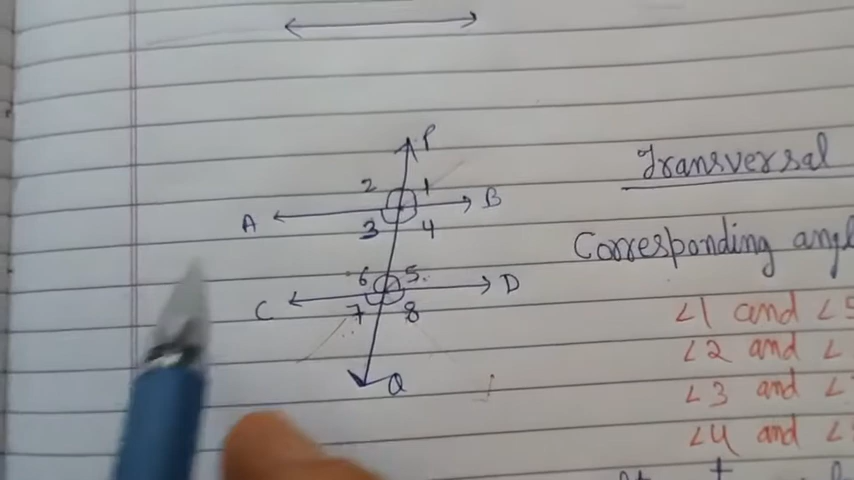 P
2 1
A B
3 4
6 5
C D
7 8
Q
Transversal
Corresponding
∠1 and ∠5
∠2 and ∠
∠3 and ∠
∠4 and ∠